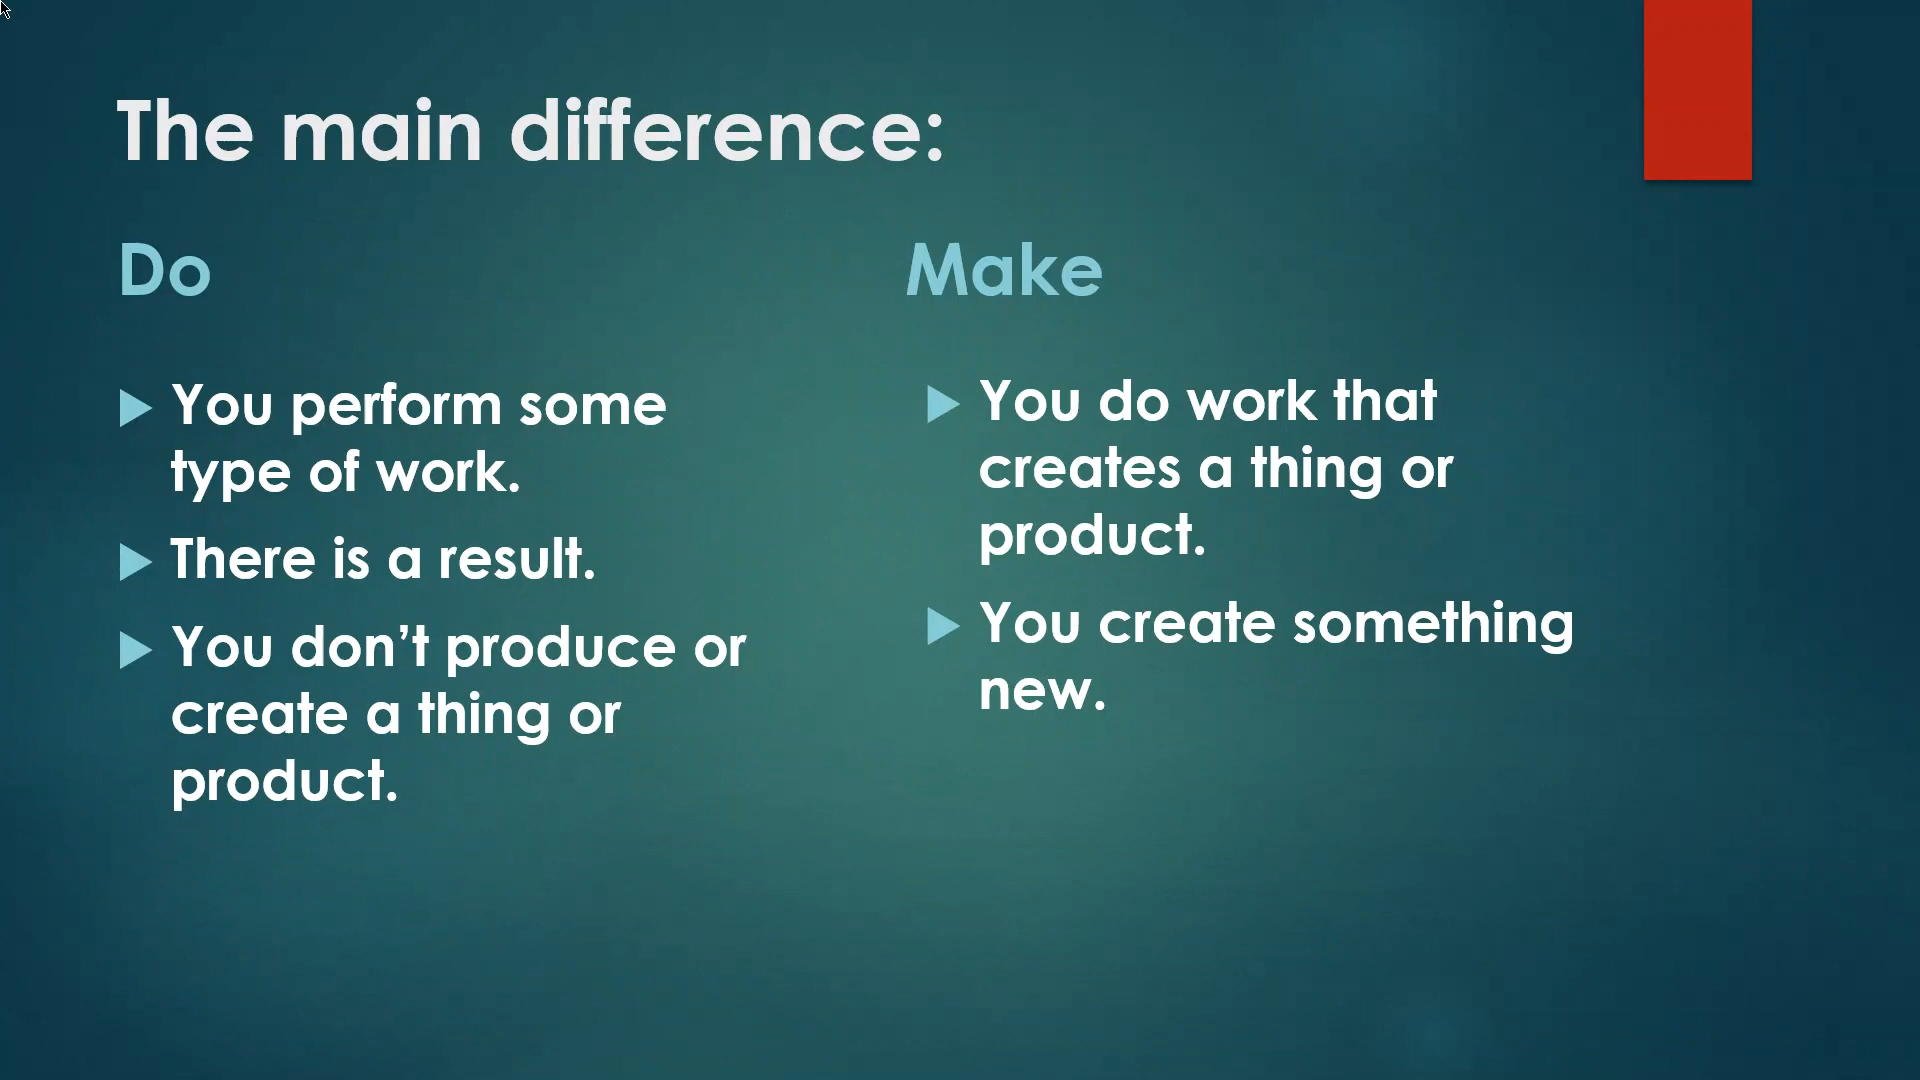 The main difference:
Do
You perform some
type of work.
There is a result.
You don’t produce or
create a thing or
product.
Make
You do work that
creates a thing or
product.
You create something
new.